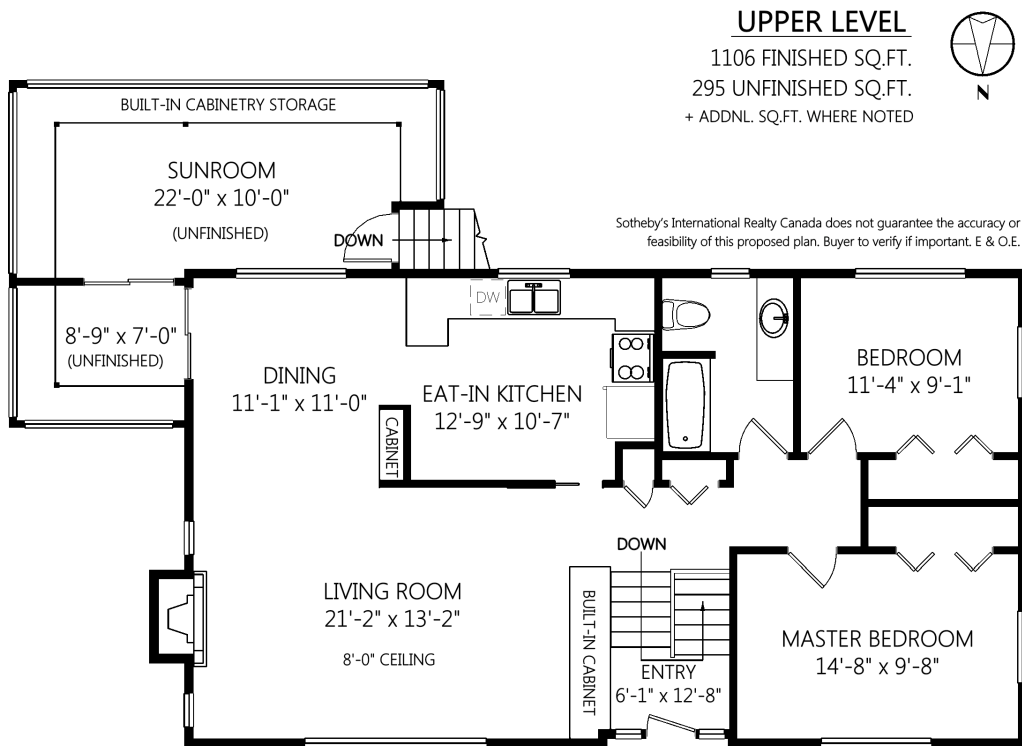 UPPER LEVEL
1106 FINISHED SQ.FT.
295 UNFINISHED SQ.FT.
+ ADDNL. SQ.FT. WHERE NOTED
N
BUILT-IN CABINETRY STORAGE
SUNROOM
22'-0" x 10'-0"
(UNFINISHED)
DOWN
Sotheby's International Realty Canada does not guarantee the accuracy or
feasibility of this proposed plan. Buyer to verify if important. E & O.E.
8'-9" x 7'-0"
(UNFINISHED)
DW
DINING
11'-1" x 11'-0"
EAT-IN KITCHEN
12'-9" x 10'-7"
CABINET
BEDROOM
11'-4" x 9'-1"
DOWN
LIVING ROOM
21'-2" x 13'-2"
8'-0" CEILING
BUILT-IN CABINET
ENTRY
6'-1" x 12'-8"
MASTER BEDROOM
14'-8" x 9'-8"